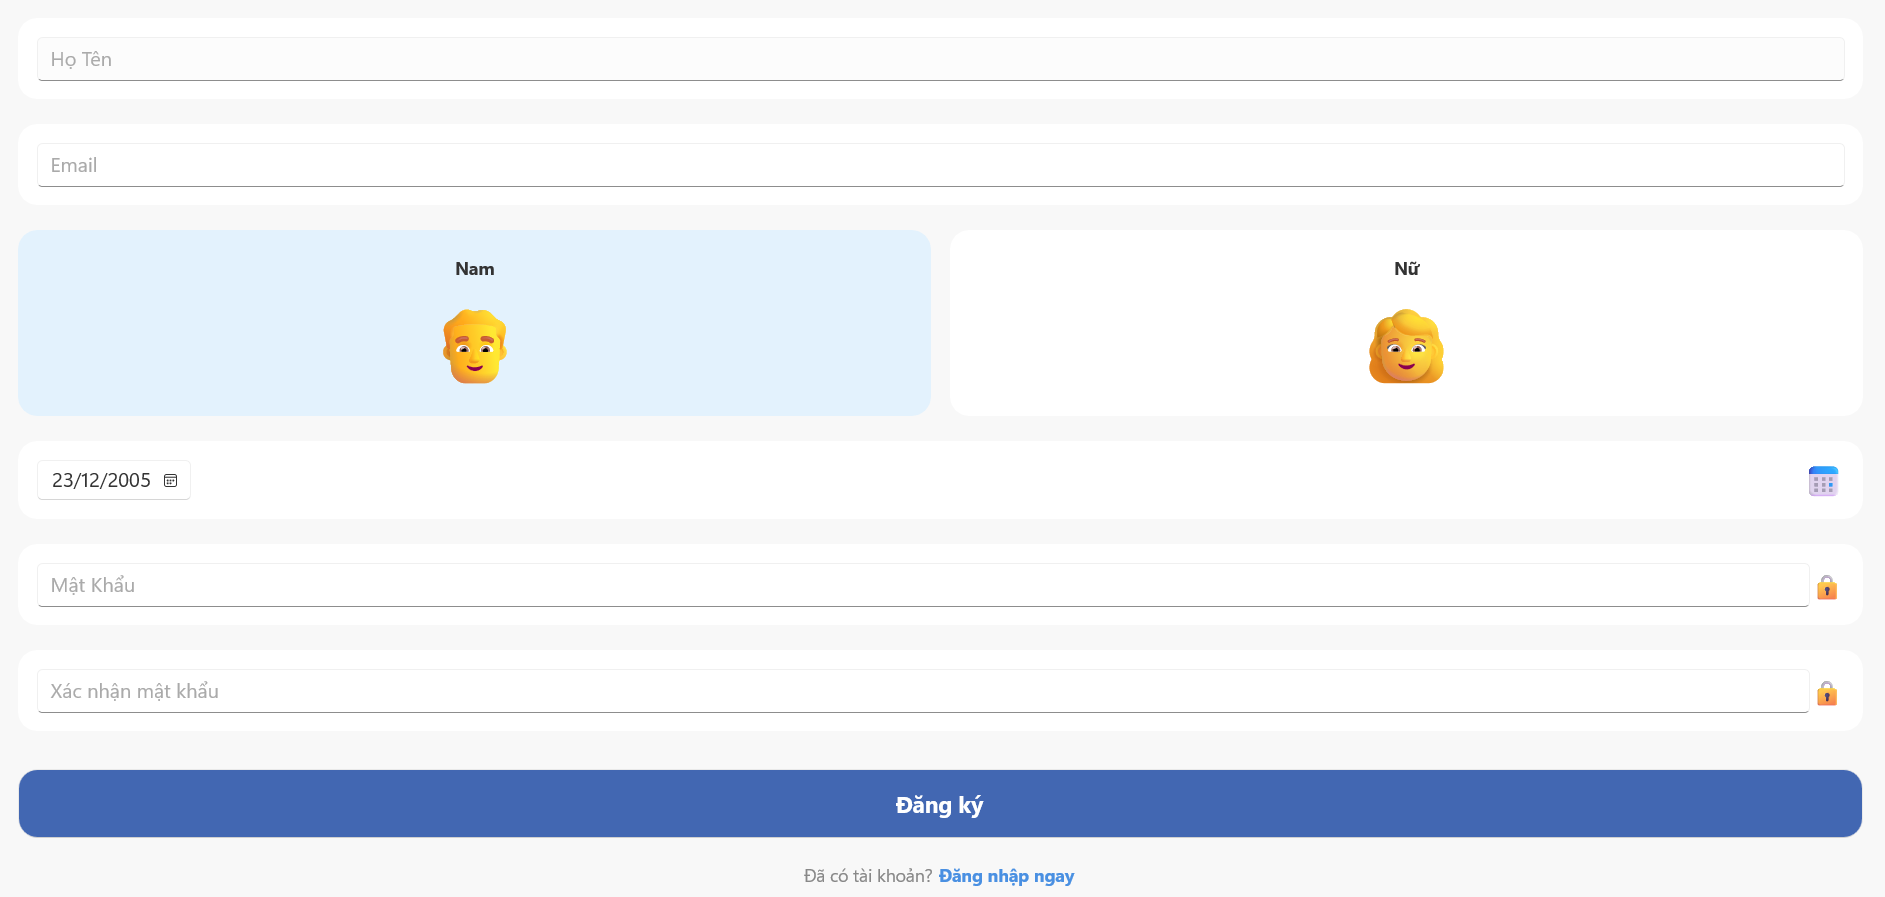 Họ Tên
Email
Nam
Nữ
23/12/2005
Mật Khẩu
Xác nhận mật khẩu
Đăng ký
Đã có tài khoản? Đăng nhập ngay